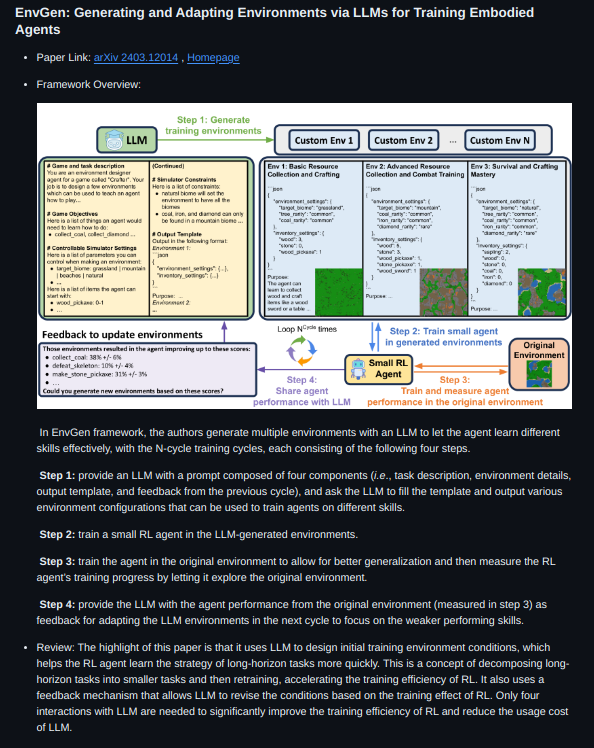 EnvGen: Generating and Adapting Environments via LLMs for Training Embodied
Agents
• Paper Link: arXiv 2403.12014 , Homepage
• Framework Overview:
Step 1: Generate
training environments
LLM
Custom Env 1
Custom Env 2
...
Custom Env N
# Game and task description
You are an environment designer
agent for a game called "Crafter". Your
job is to design a few environments
which can be used to teach an agent
how to play....
# Game Objectives
Here is a list of things an agent would
need to learn how to do:
● collect_coal, collect_diamond ...
# Controllable Simulator Settings
Here is a list of parameters you can
control when making an environment:
● target_biome: grassland | mountain
| beaches | natural
● ...
Here is a list of items the agent can
start with:
● wood_pickaxe: 0-1
● ...
(Continued)
# Simulator Constraints
Here is a list of constraints:
● natural biome will set the
environment to have all the
biomes
● coal, iron, and diamond can only
be found in a mountain biome ...
# Output Template
Output in the following format:
Environment 1:
```json
{
"environment_settings": {...},
"inventory_settings": {...}
}
```
Purpose: ...
Environment 2:
...
Env 1: Basic Resource
Collection and Crafting
```json
{
"environment_settings": {
"target_biome": "grassland",
"tree_rarity": "common",
"coal_rarity": "common",
},
"inventory_settings": {
"wood": 3,
"stone": 0,
"wood_pickaxe": 1
}
}
Purpose:
The agent can
learn to collect
wood and craft
items like a wood
sword or a table ...
Env 2: Advanced Resource
Collection and Combat Training
```json
{
"environment_settings": {
"target_biome": "mountain",
"coal_rarity": "common",
"iron_rarity": "common",
"diamond_rarity": "rare"
},
"inventory_settings": {
"wood": 5,
"stone": 3,
"wood_pickaxe": 1,
"stone_pickaxe": 1,
"wood_sword": 1
}
}
Purpose: ...
Env 3: Survival and Crafting
Mastery
```json
{
"environment_settings": {
"target_biome": "natural",
"tree_rarity": "common",
"coal_rarity": "common",
"iron_rarity": "common",
"diamond_rarity": "rare"
},
"inventory_settings": {
"sapling": 2,
"wood": 0,
"stone": 0,
"coal": 0,
"iron": 0,
"diamond": 0
}
}
Purpose: ...
Feedback to update environments
Those environments resulted in the agent improving up to these scores:
● collect_coal: 38% +/- 6%
● defeat_skeleton: 10% +/- 4%
● make_stone_pickaxe: 31% +/- 3%
● ...
Could you generate new environments based on these scores?
Loop N^Cycle times
Step 2: Train small agent
in generated environments
Small RL
Agent
Original
Environment
Step 4:
Share agent
performance with LLM
Step 3:
Train and measure agent
performance in the original environment
In EnvGen framework, the authors generate multiple environments with an LLM to let the agent learn different
skills effectively, with the N-cycle training cycles, each consisting of the following four steps.
Step 1: provide an LLM with a prompt composed of four components (i.e., task description, environment details,
output template, and feedback from the previous cycle), and ask the LLM to fill the template and output various
environment configurations that can be used to train agents on different skills.
Step 2: train a small RL agent in the LLM-generated environments.
Step 3: train the agent in the original environment to allow for better generalization and then measure the RL
agent's training progress by letting it explore the original environment.
Step 4: provide the LLM with the agent performance from the original environment (measured in step 3) as
feedback for adapting the LLM environments in the next cycle to focus on the weaker performing skills.
• Review: The highlight of this paper is that it uses LLM to design initial training environment conditions, which
helps the RL agent learn the strategy of long-horizon tasks more quickly. This is a concept of decomposing long-
horizon tasks into smaller tasks and then retraining, accelerating the training efficiency of RL. It also uses a
feedback mechanism that allows LLM to revise the conditions based on the training effect of RL. Only four
interactions with LLM are needed to significantly improve the training efficiency of RL and reduce the usage cost
of LLM.